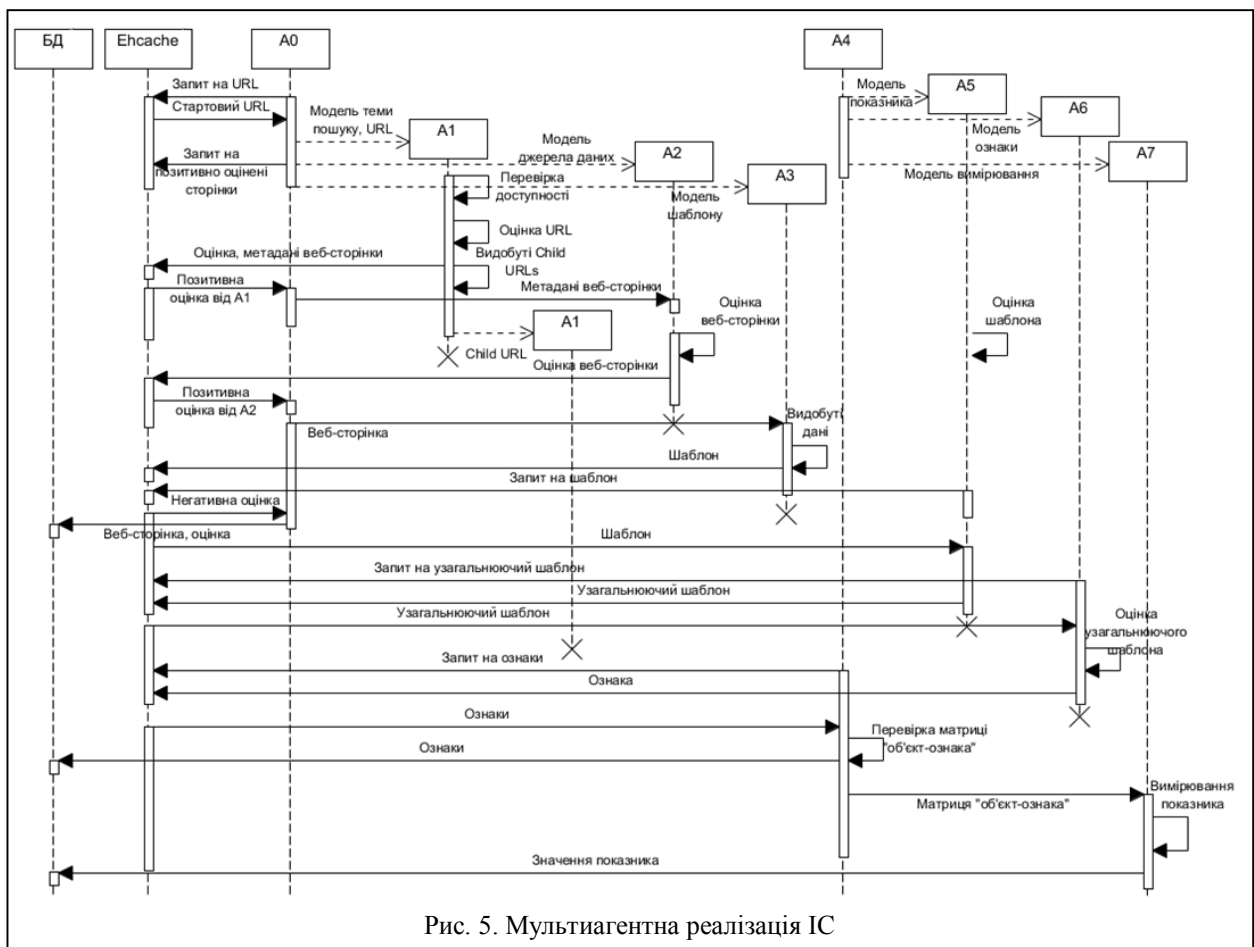 БД
Ehcache
A0
A4
Запит на URL
Стартовий URL
Модель теми
пошуку, URL
A1
Модель
джерела даних
A2
Модель
показника
A5
A6
Модель
ознаки
A7
Запит на
позитивно оцінені
сторінки
Перевірка
доступності
Модель
шаблону
A3
Модель вимірювання
Оцінка URL
Оцінка, метадані веб-сторінки
Видобуті Child
URLs
Позитивна
оцінка від А1
Метадані веб-сторінки
Оцінка
веб-сторінки
Оцінка
шаблона
A1
Child URL
Оцінка веб-сторінки
Позитивна
оцінка від А2
Веб-сторінка
Видобуті
дані
Шаблон
Запит на шаблон
Негативна оцінка
Веб-сторінка, оцінка
Шаблон
Запит на узагальнюючий шаблон
Узагальнюючий шаблон
Узагальнюючий шаблон
Оцінка
узагальнюючого
шаблона
Запит на ознаки
Ознака
Ознаки
Перевірка матриці
"об'єкт-ознака"
Ознаки
Матриця "об'єкт-ознака"
Вимірювання
показника
Значення показника
Рис. 5. Мультиагентна реалізація ІС